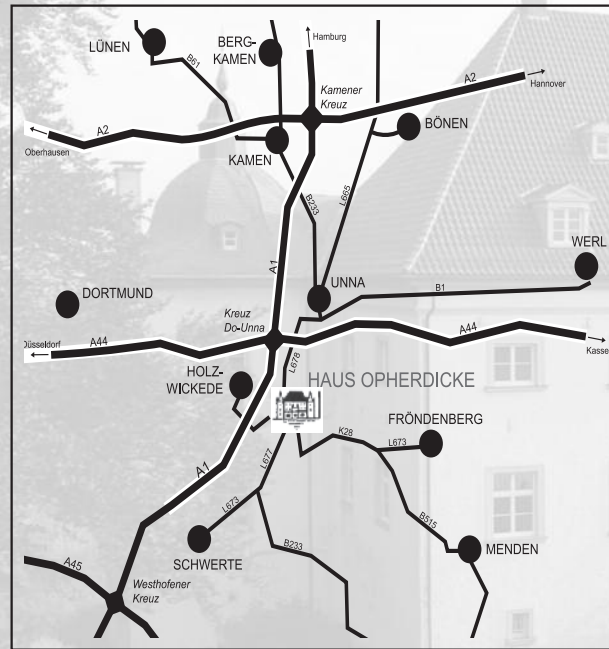 Hamburg
LÜNEN
BERG-
KAMEN
B61
A2
Hannover
Kamener
Kreuz
A2
Oberhausen
BÖNEN
KAMEN
B233
L665
A1
WERL
UNNA
B1
DORTMUND
Kreuz
Do-Unna
A44
Düsseldorf
A44
Kasse
L678
HOLZ-
WICKEDE
HAUS OPHERDICKE
FRÖNDENBERG
K28
L673
A1
L677
L673
B515
SCHWERTE
B233
MENDEN
A45
Westhofener
Kreuz